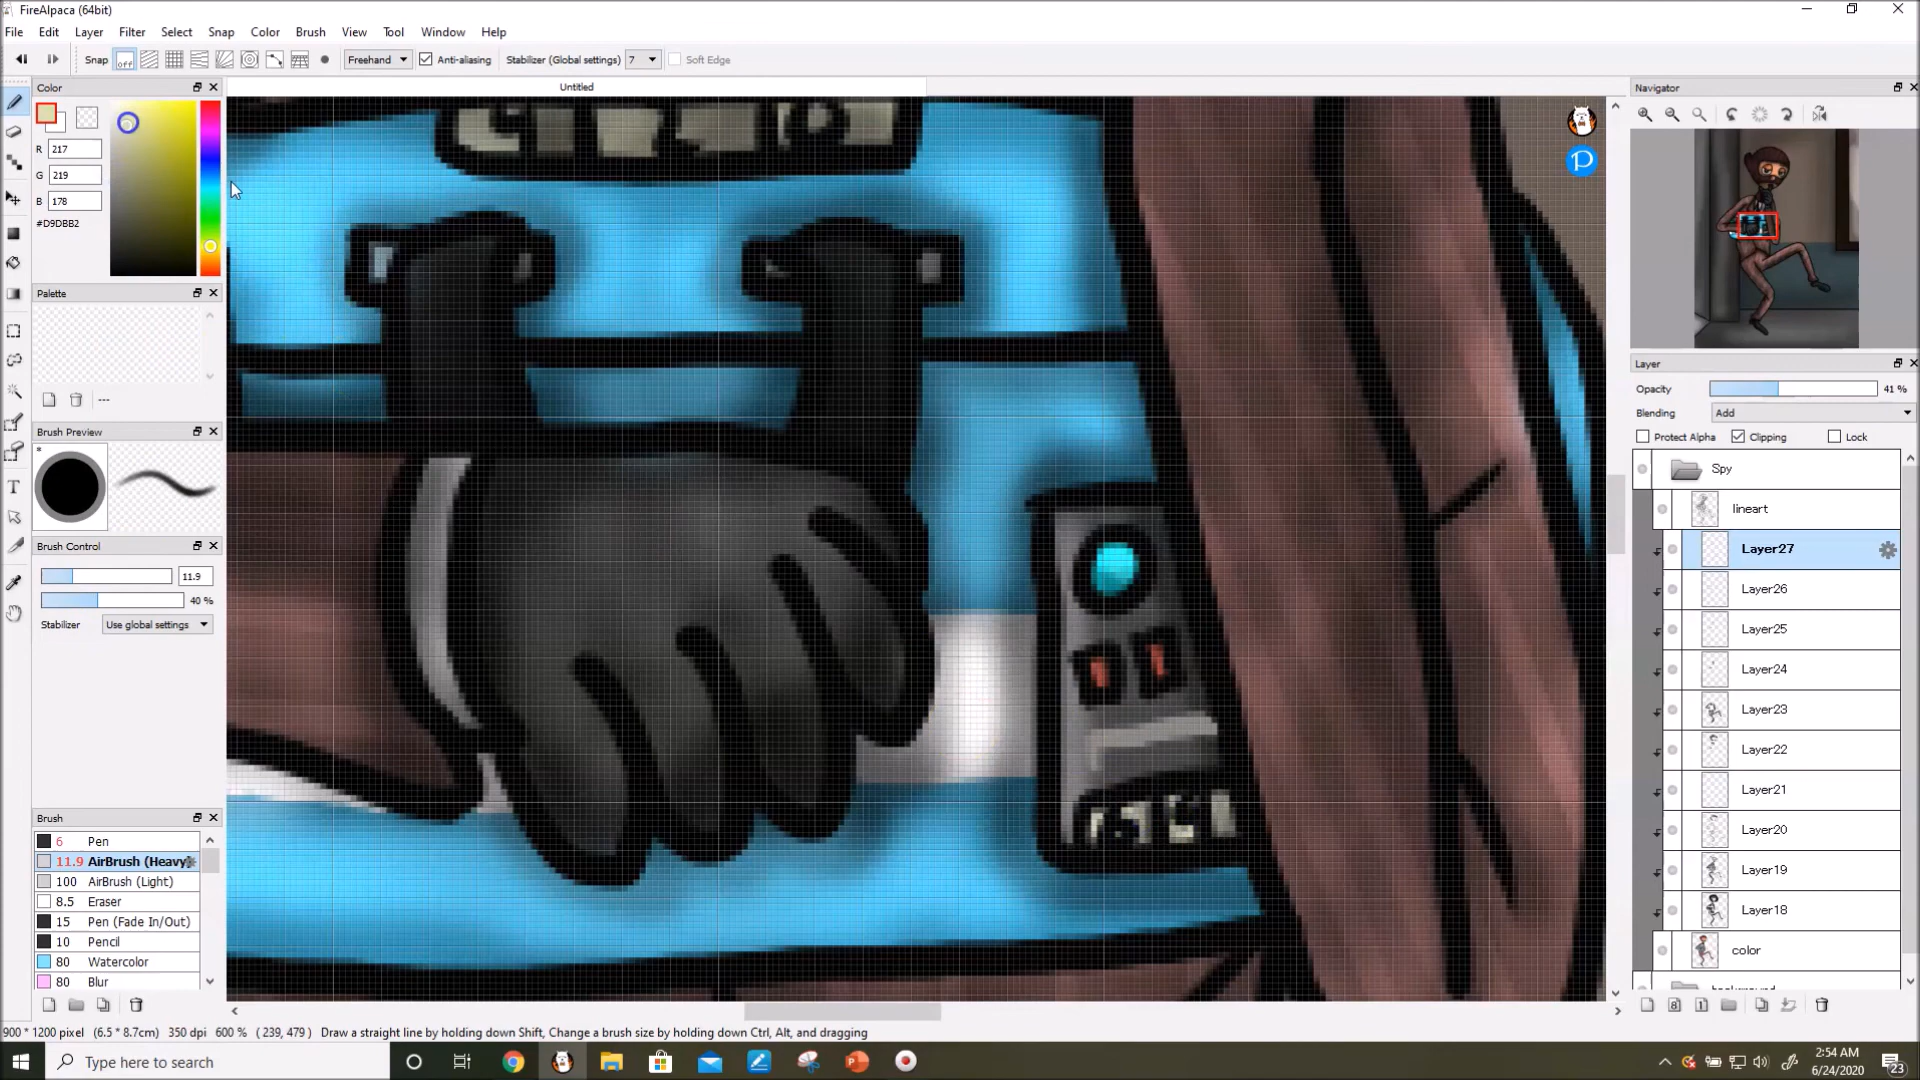 FireAlpaca (64bit)
File Edit Layer Filter Select Snap Color Brush View Tool Window Help
Snap off Freehand Anti-aliasing Stabilizer (Global settings) 7 Soft Edge
Color
Untitled
Navigator
R 217
G 219
B 178
#D9DBB2
Palette
---
Brush Preview
*
Brush Control
11.9
40 %
Stabilizer Use global settings
Brush
6 Pen
11.9 AirBrush (Heavy)
100 AirBrush (Light)
8.5 Eraser
15 Pen (Fade In/Out)
10 Pencil
80 Watercolor
80 Blur
P
Layer
Opacity 41 %
Blending Add
Protect Alpha Clipping Lock
Spy
lineart
Layer27
Layer26
Layer25
Layer24
Layer23
Layer22
Layer21
Layer20
Layer19
Layer18
color
background
900 * 1200 pixel (6.5 * 8.7cm) 350 dpi 600 % ( 239, 479 ) Draw a straight line by holding down Shift, Change a brush size by holding down Ctrl, Alt, and dragging
Type here to search
2:54 AM
6/24/2020
23